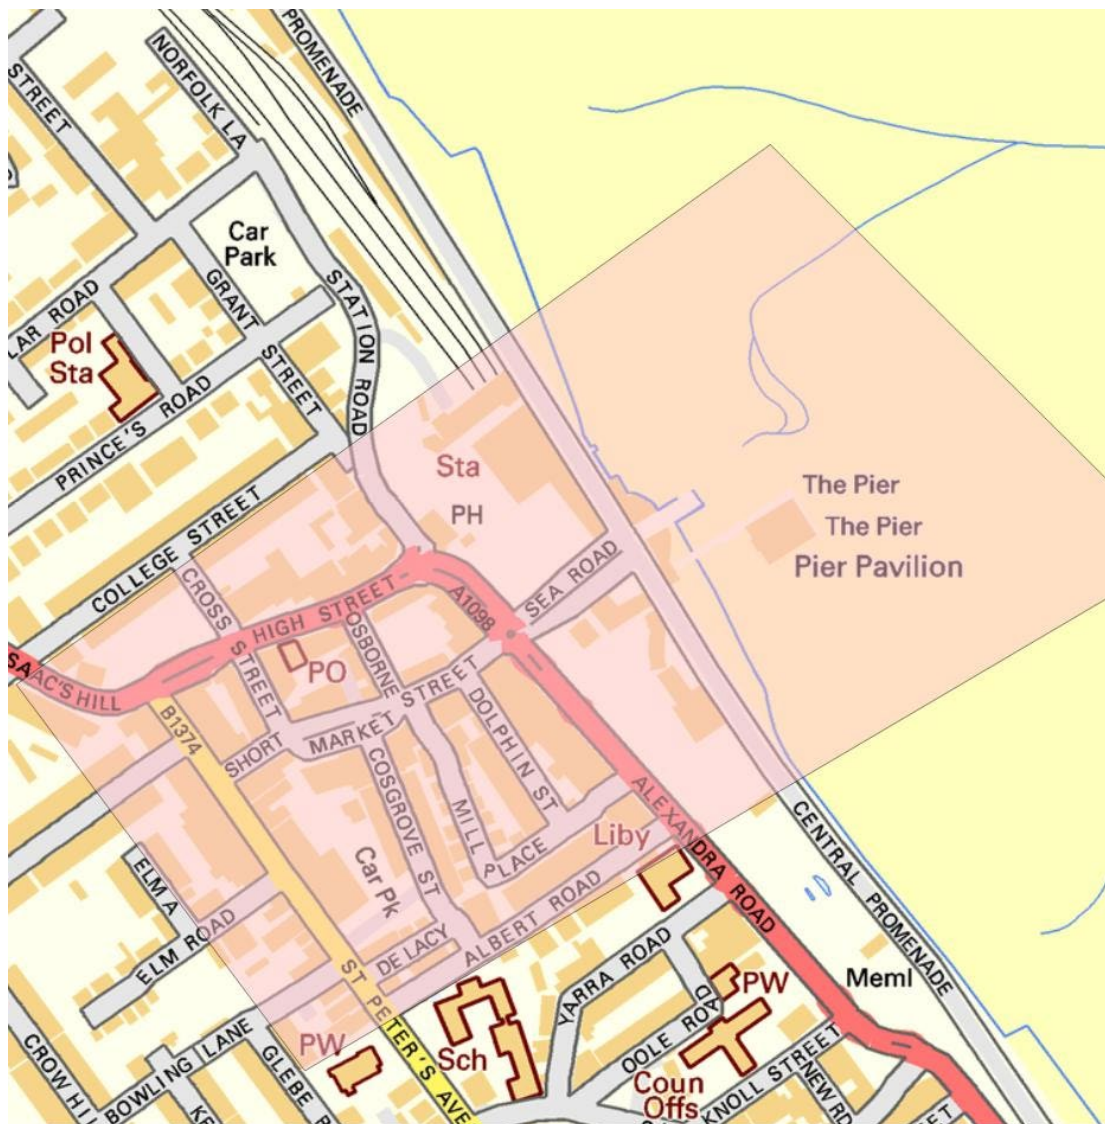 PROMENADE
NORFOLK LA
STREET
Car
Park
GRANT STREET
STATION ROAD
LAR ROAD
Pol
Sta
PRINCE'S ROAD
Sta
PH
The Pier
The Pier
Pier Pavilion
COLLEGE STREET
CROSS STREET
HIGH STREET
A1098
SEA ROAD
OSBORNE
PO
SAAC'S HILL
B1374
SHORT
MARKET STREET
DOLPHIN ST
COSGROVE ST
MILL PLACE
ALEXANDRA ROAD
Liby
CENTRAL PROMENADE
Car Pk
ELM A
ELM ROAD
DE LACY
ALBERT ROAD
ST PETER'S AVE
YARRA ROAD
PW
Meml
PW
Sch
BOWLING LANE
CROW HI
GLEBE R
KE
OOLE ROAD
Coun
Offs
KNOLL STREET
NEW RD
ET